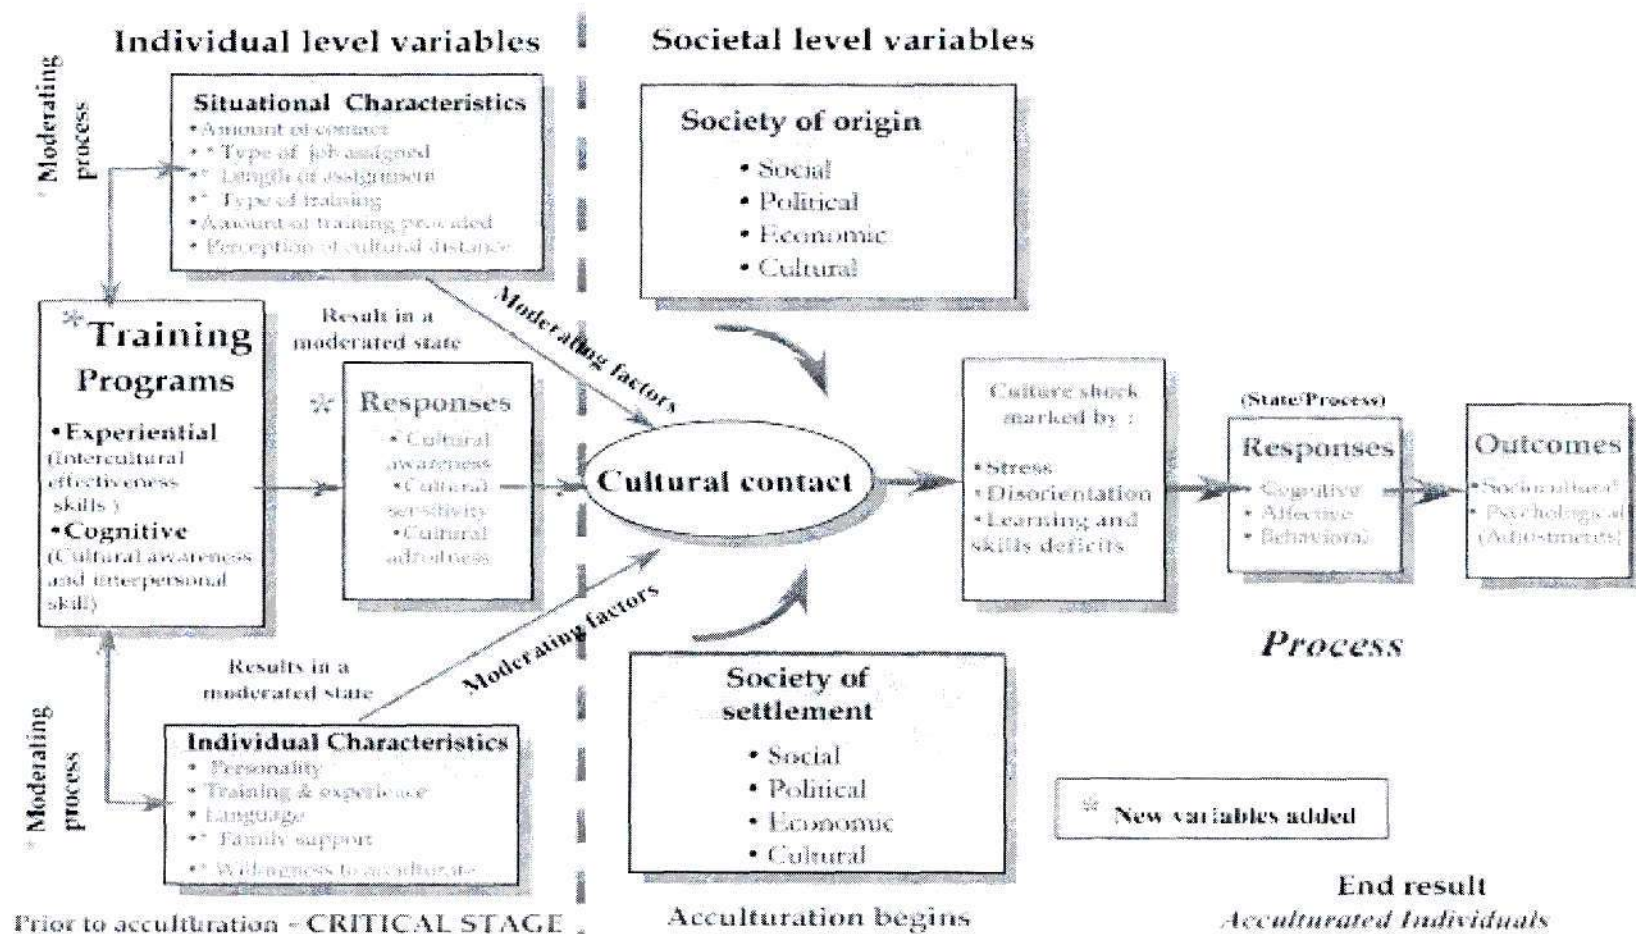 Individual level variables
Societal level variables
* Moderating
process
Situational Characteristics
• Amount of contact
• * Type of job assigned
• * Length of assignment
• * Type of training
• Amount of training provided
• Perception of cultural distance
Society of origin
• Social
• Political
• Economic
• Cultural
Result in a
moderated state
Moderating factors
* Training
Programs
• Experiential
(Intercultural
effectiveness
skills )
• Cognitive
(Cultural awareness
and interpersonal
skill)
* Responses
• Cultural
awareness
• Cultural
sensitivity
• Cultural
adroitness
Cultural contact
Culture shock
marked by :
• Stress
• Disorientation
• Learning and
skills deficits
(State/Process)
Responses
• Cognitive
• Affective
• Behavioral
Outcomes
• Sociocultural
• Psychological
(Adjustments)
Process
Results in a
moderated state
Moderating factors
* Moderating
process
Individual Characteristics
• Personality
• Training & experience
• Language
• * Family support
• * Willingness to acculturate
Society of
settlement
• Social
• Political
• Economic
• Cultural
* New variables added
Prior to acculturation - CRITICAL STAGE
Acculturation begins
End result
Acculturated Individuals